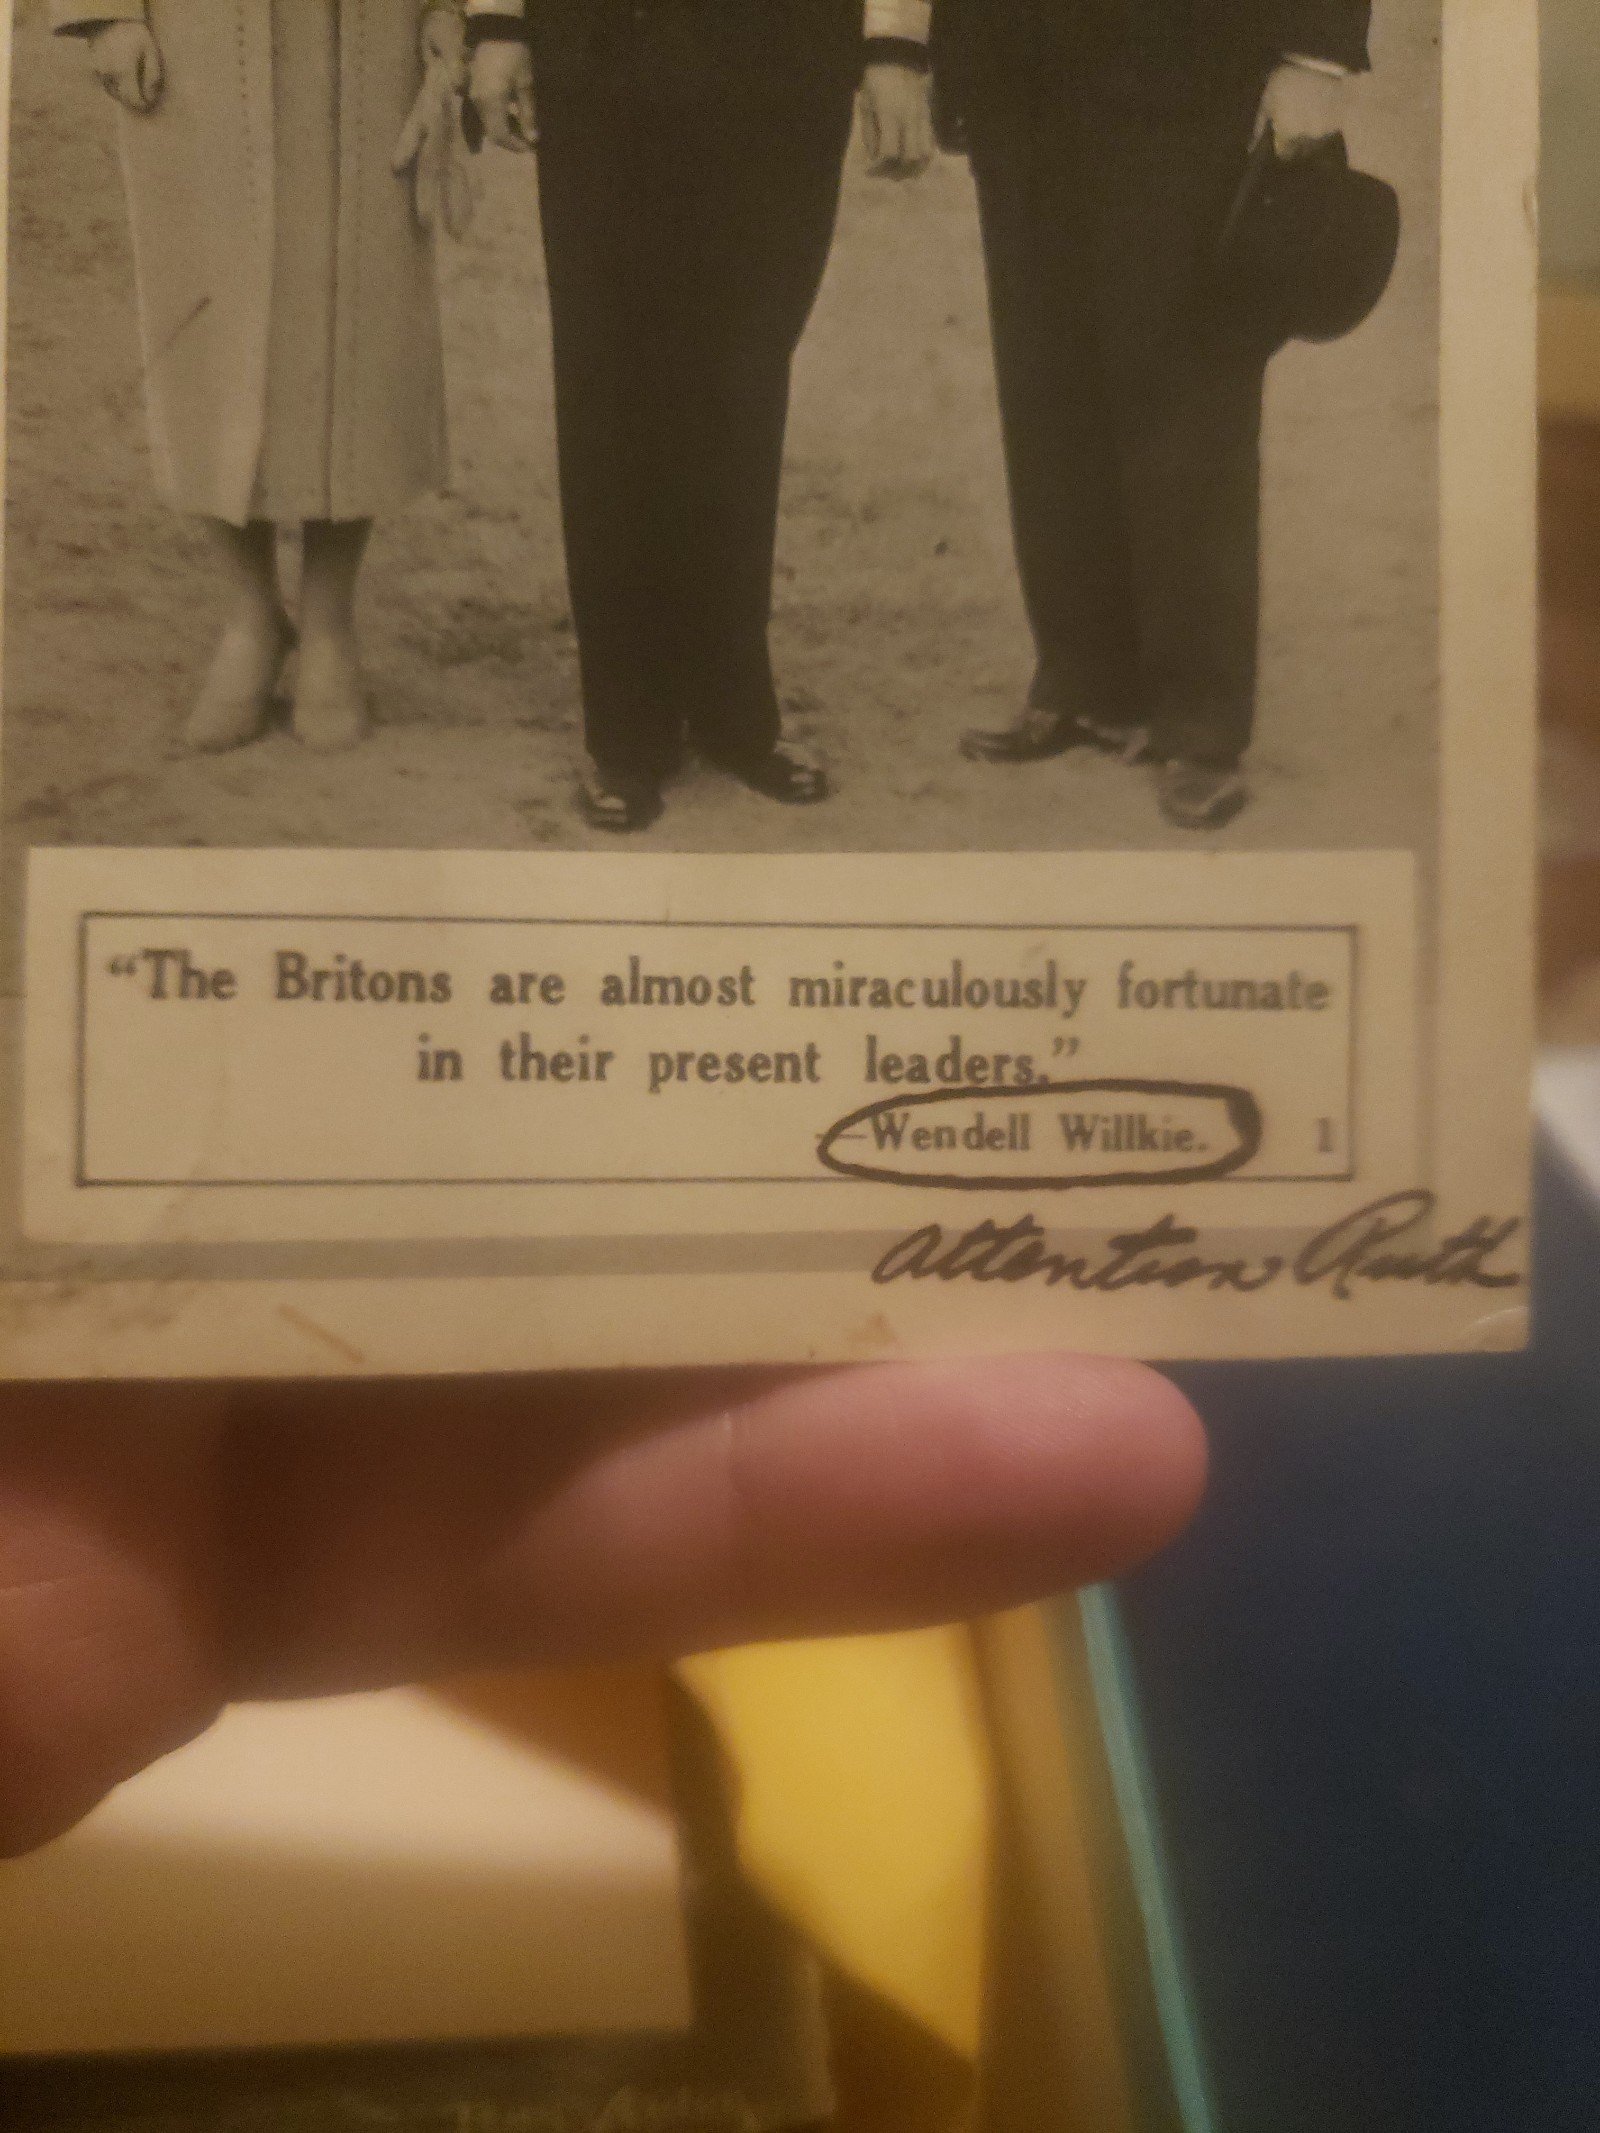 “The Britons are almost miraculously fortunate
in their present leaders.”
—Wendell Willkie. 1
Attention Ruth